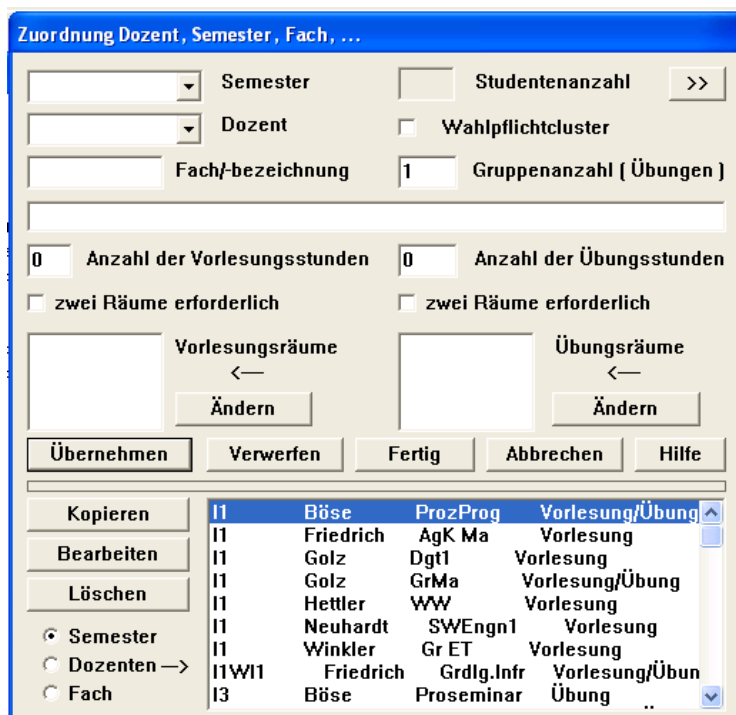 Zuordnung Dozent, Semester, Fach, ...
Semester Studentenanzahl >>
Dozent Wahlpflichtcluster
Fach/-bezeichnung 1 Gruppenanzahl ( Übungen )
0 Anzahl der Vorlesungsstunden 0 Anzahl der Übungsstunden
zwei Räume erforderlich zwei Räume erforderlich
Vorlesungsräume Übungsräume
<— <—
Ändern Ändern
Übernehmen Verwerfen Fertig Abbrechen Hilfe
Kopieren
Bearbeiten
Löschen
Semester
Dozenten —>
Fach
I1 Böse ProzProg Vorlesung/Übung
I1 Friedrich AgK Ma Vorlesung
I1 Golz Dgt1 Vorlesung
I1 Golz GrMa Vorlesung/Übung
I1 Hettler WW Vorlesung
I1 Neuhardt SWEngn1 Vorlesung
I1 Winkler Gr ET Vorlesung
I1WI1 Friedrich Grdlg.Infr Vorlesung/Übun
I3 Böse Proseminar Übung